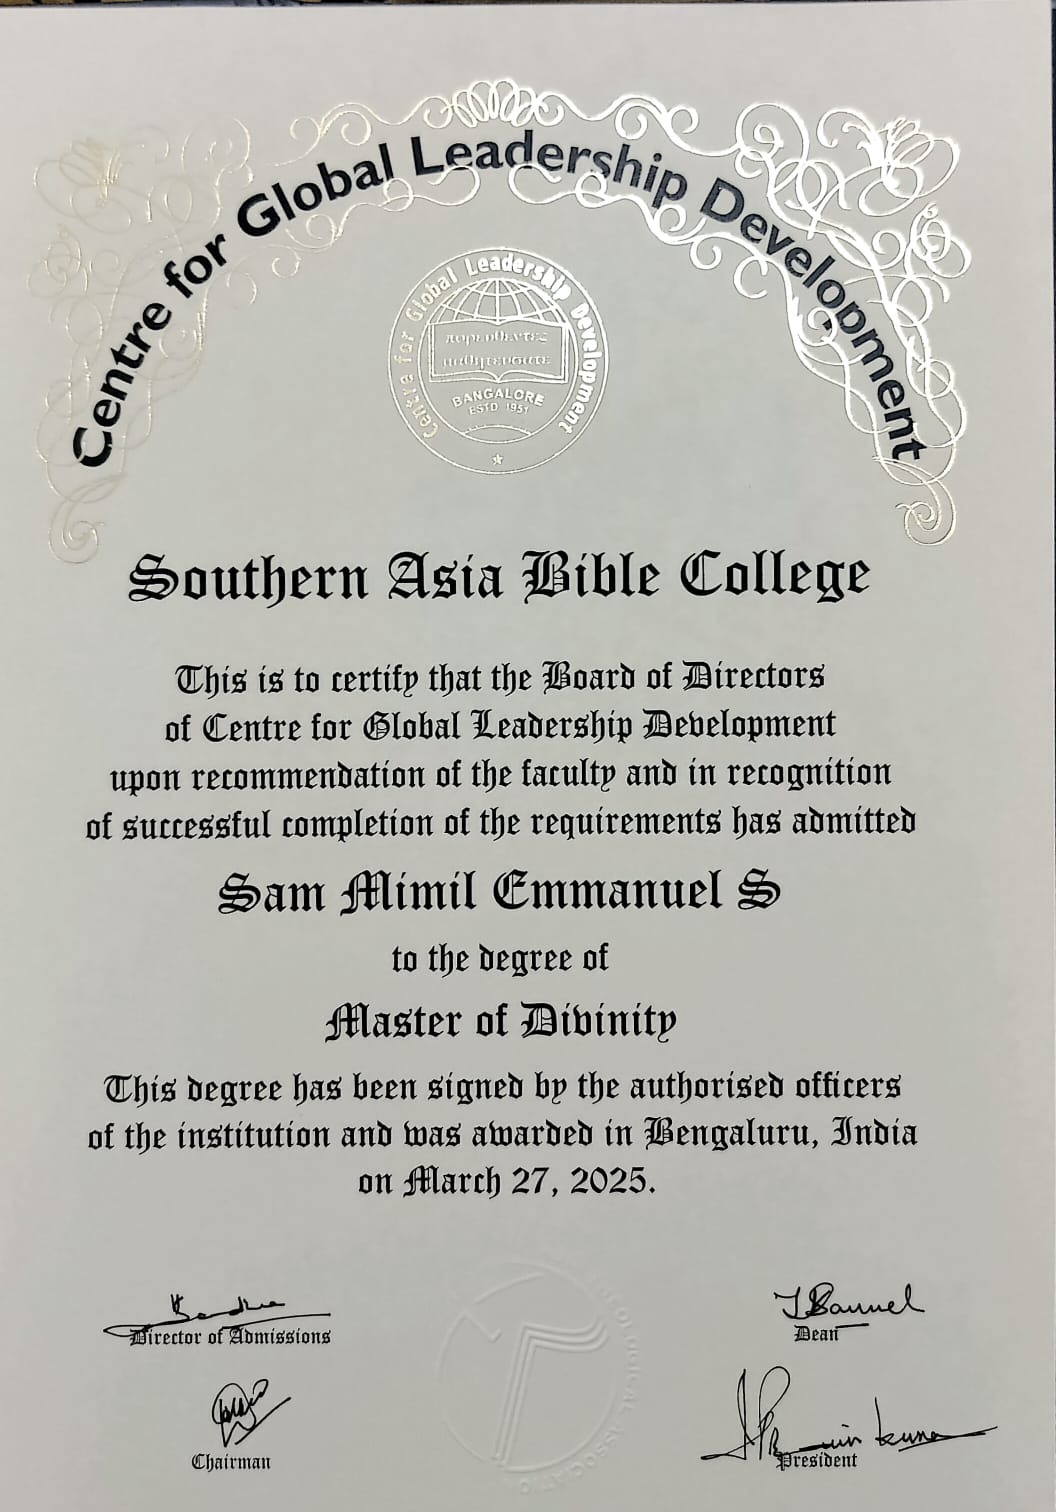 Centre for Global Leadership Development
Centre for Global Leadership Development
πορευθεντες
μαθητευσατε
BANGALORE
ESTD 1951
Southern Asia Bible College
This is to certify that the Board of Directors
of Centre for Global Leadership Development
upon recommendation of the faculty and in recognition
of successful completion of the requirements has admitted
Sam Mimil Emmanuel S
to the degree of
Master of Divinity
This degree has been signed by the authorised officers
of the institution and was awarded in Bengaluru, India
on March 27, 2025.
Director of Admissions
Dean
Chairman
President